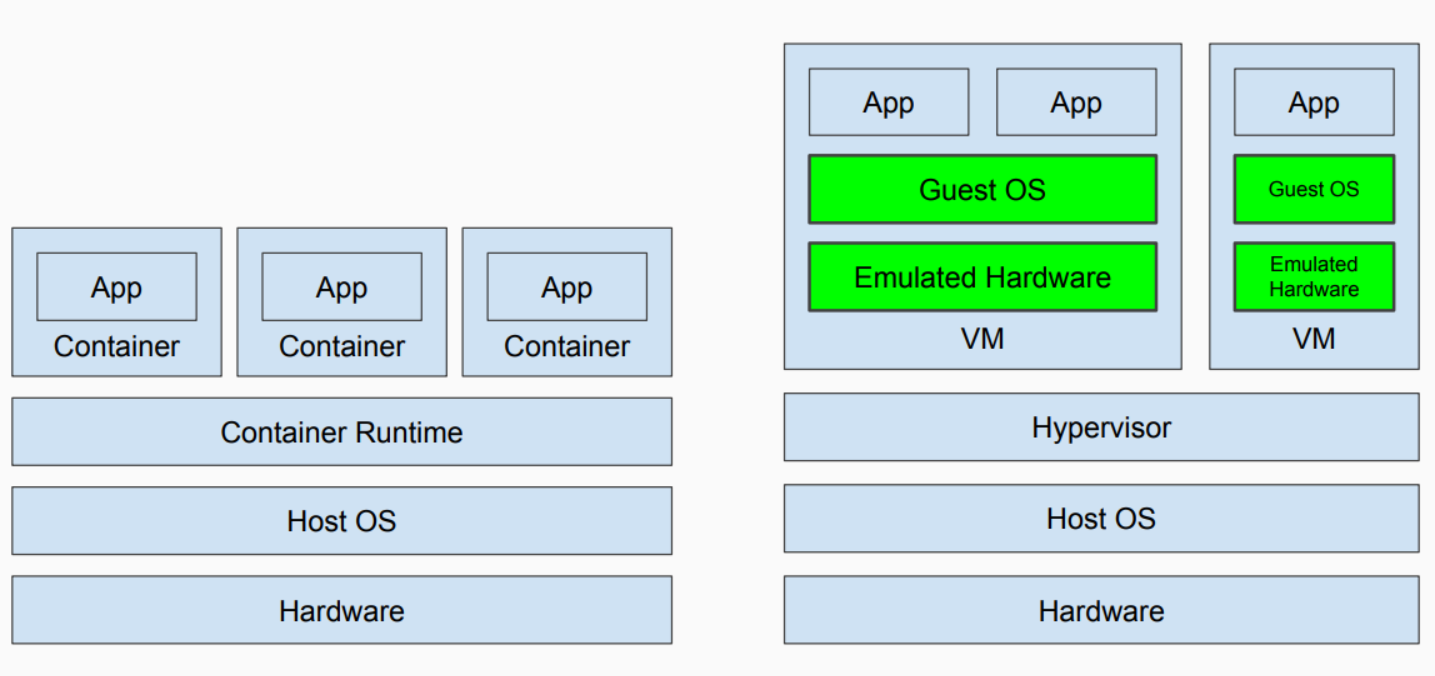 App
App
App
Container
Container
Container
Container Runtime
Host OS
Hardware
App
App
Guest OS
Emulated Hardware
VM
App
Guest OS
Emulated
Hardware
VM
Hypervisor
Host OS
Hardware